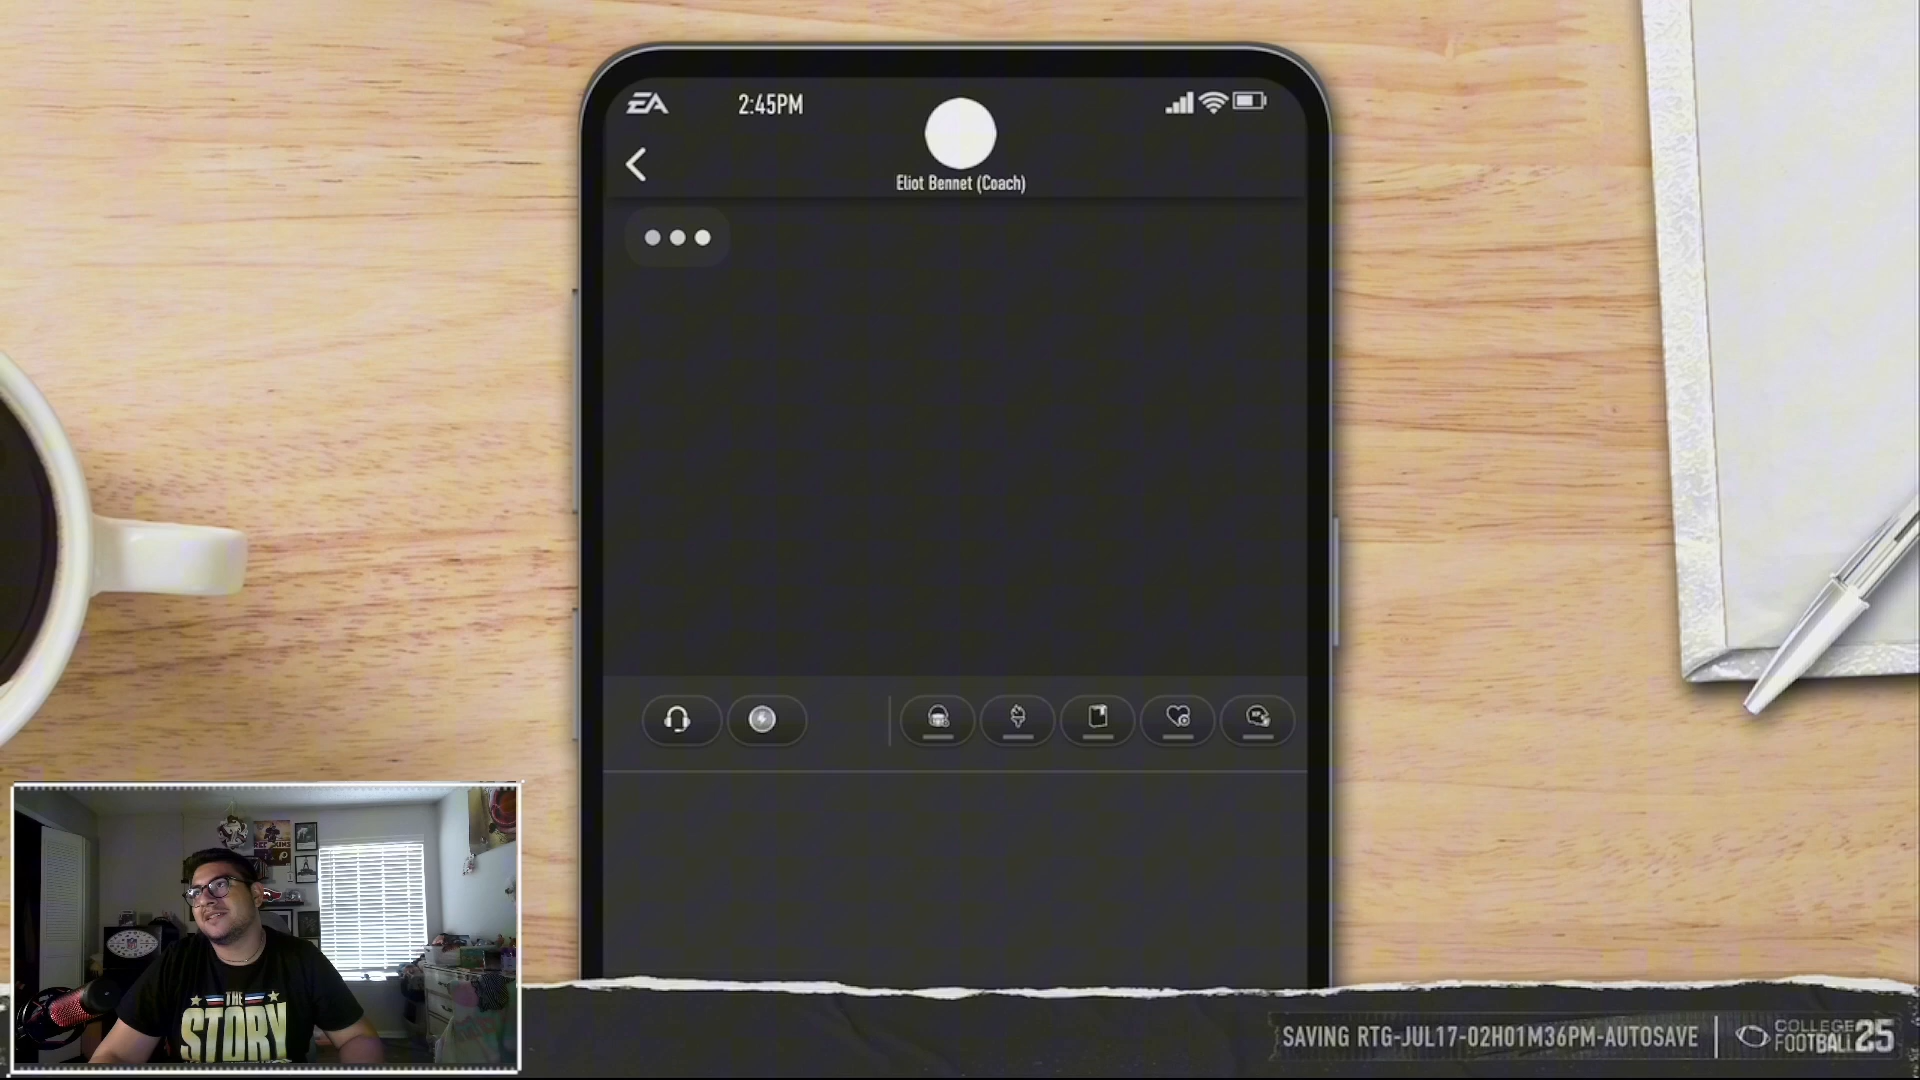 EA
2:45PM
Eliot Bennet (Coach)
THE
STORY
SAVING RTG-JUL17-02H01M36PM-AUTOSAVE
COLLEGE
FOOTBALL 25